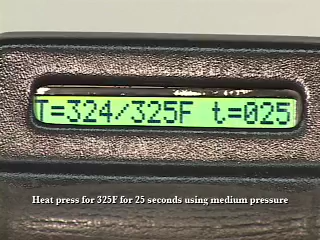 T=324/325F t=025
Heat press for 325F for 25 seconds using medium pressure